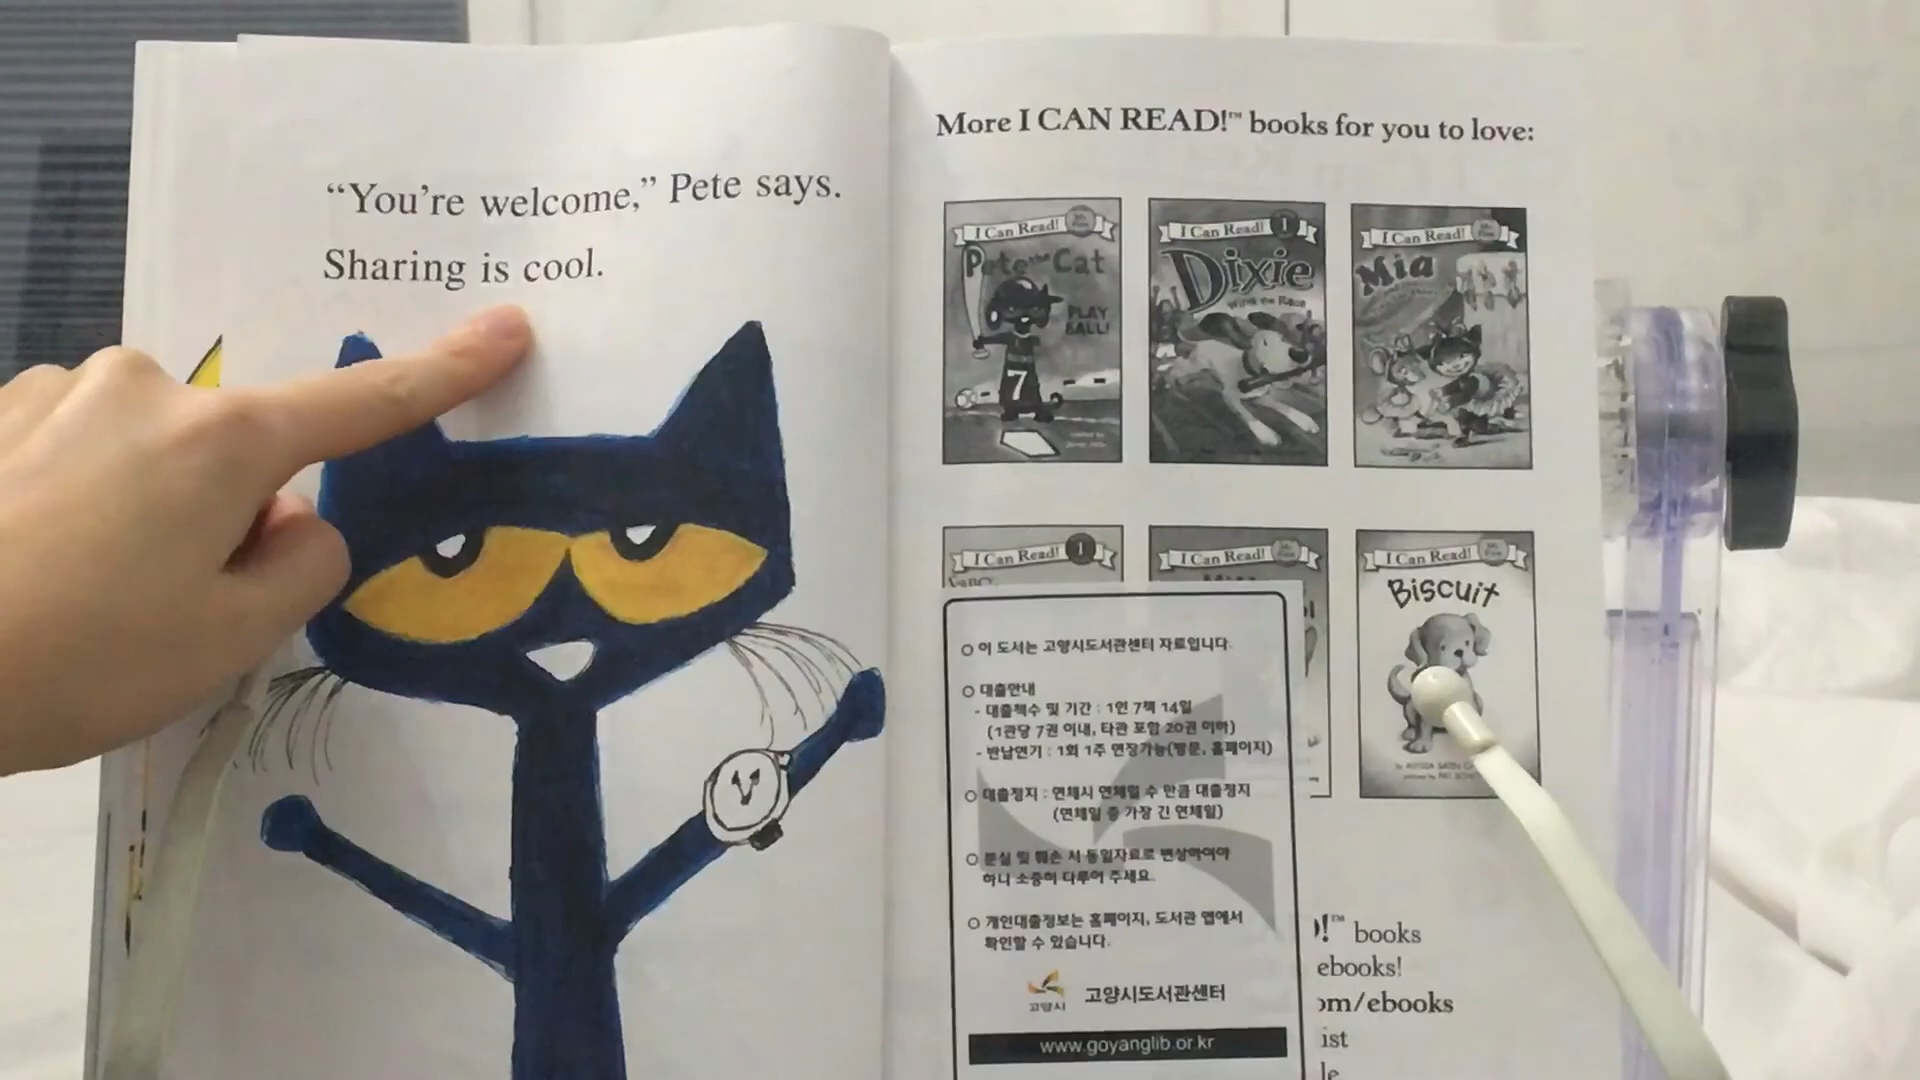 “You’re welcome,” Pete says.
Sharing is cool.
More I CAN READ!™ books for you to love:
I Can Read!
Pete the Cat
PLAY
BALL!
7
I Can Read! 1
Dixie
Wins the Race
I Can Read!
Mia
I Can Read! 1
I Can Read!
I Can Read!
Biscuit
○ 이 도서는 고양시도서관센터 자료입니다.
○ 대출안내
- 대출책수 및 기간 : 1인 7책 14일
(1관당 7권 이내, 타관 포함 20권 이하)
- 반납연기 : 1회 1주 연장가능(방문, 홈페이지)
○ 대출정지 : 연체시 연체일 수 만큼 대출정지
(연체일 중 가장 긴 연체일)
○ 분실 및 훼손 시 동일자료로 변상하여야
하니 소중히 다루어 주세요.
○ 개인대출정보는 홈페이지, 도서관 앱에서
확인할 수 있습니다.
고양시 고양시도서관센터
www.goyanglib.or.kr
!™ books
ebooks!
om/ebooks
ist
le